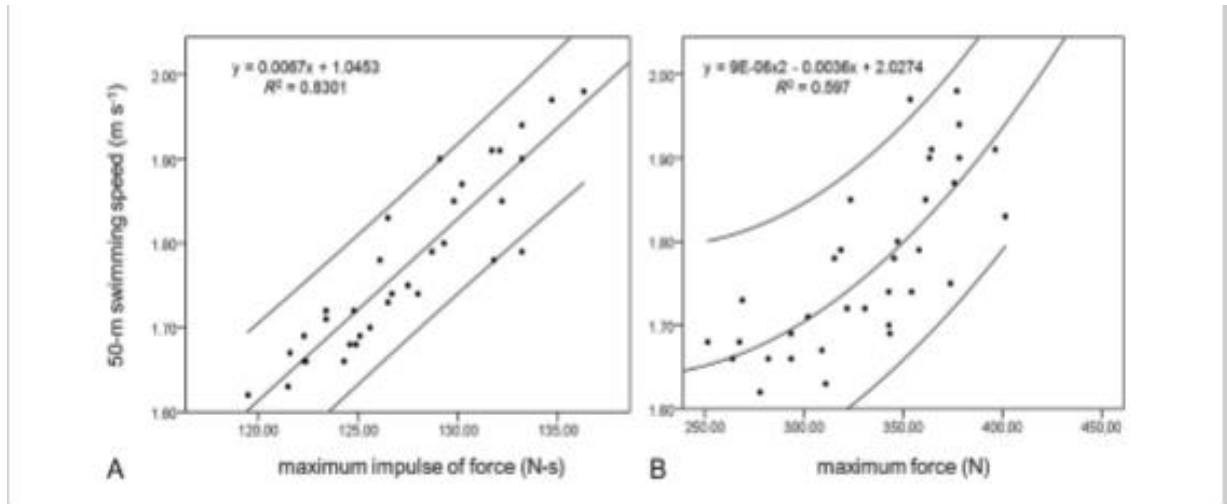 y = 0.0067x + 1.0453
R² = 0.8301
y = 9E-06x2 - 0.0036x + 2.0274
R² = 0.597
50-m swimming speed (m s⁻¹)
2.00
1.90
1.80
1.70
1.60
120.00 125.00 130.00 135.00
2.00
1.90
1.80
1.70
1.60
250.00 300.00 350.00 400.00 450.00
A maximum impulse of force (N-s)
B maximum force (N)